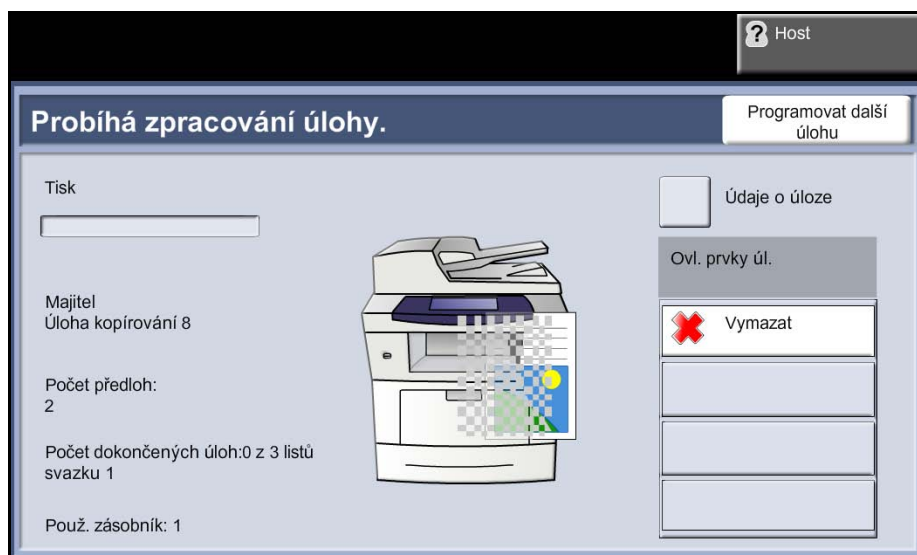 Host
Probíhá zpracování úlohy.
Programovat další
úlohu
Tisk
Údaje o úloze
Ovl. prvky úl.
Majitel
Úloha kopírování 8
Vymazat
Počet předloh:
2
Počet dokončených úloh:0 z 3 listů
svazku 1
Použ. zásobník: 1